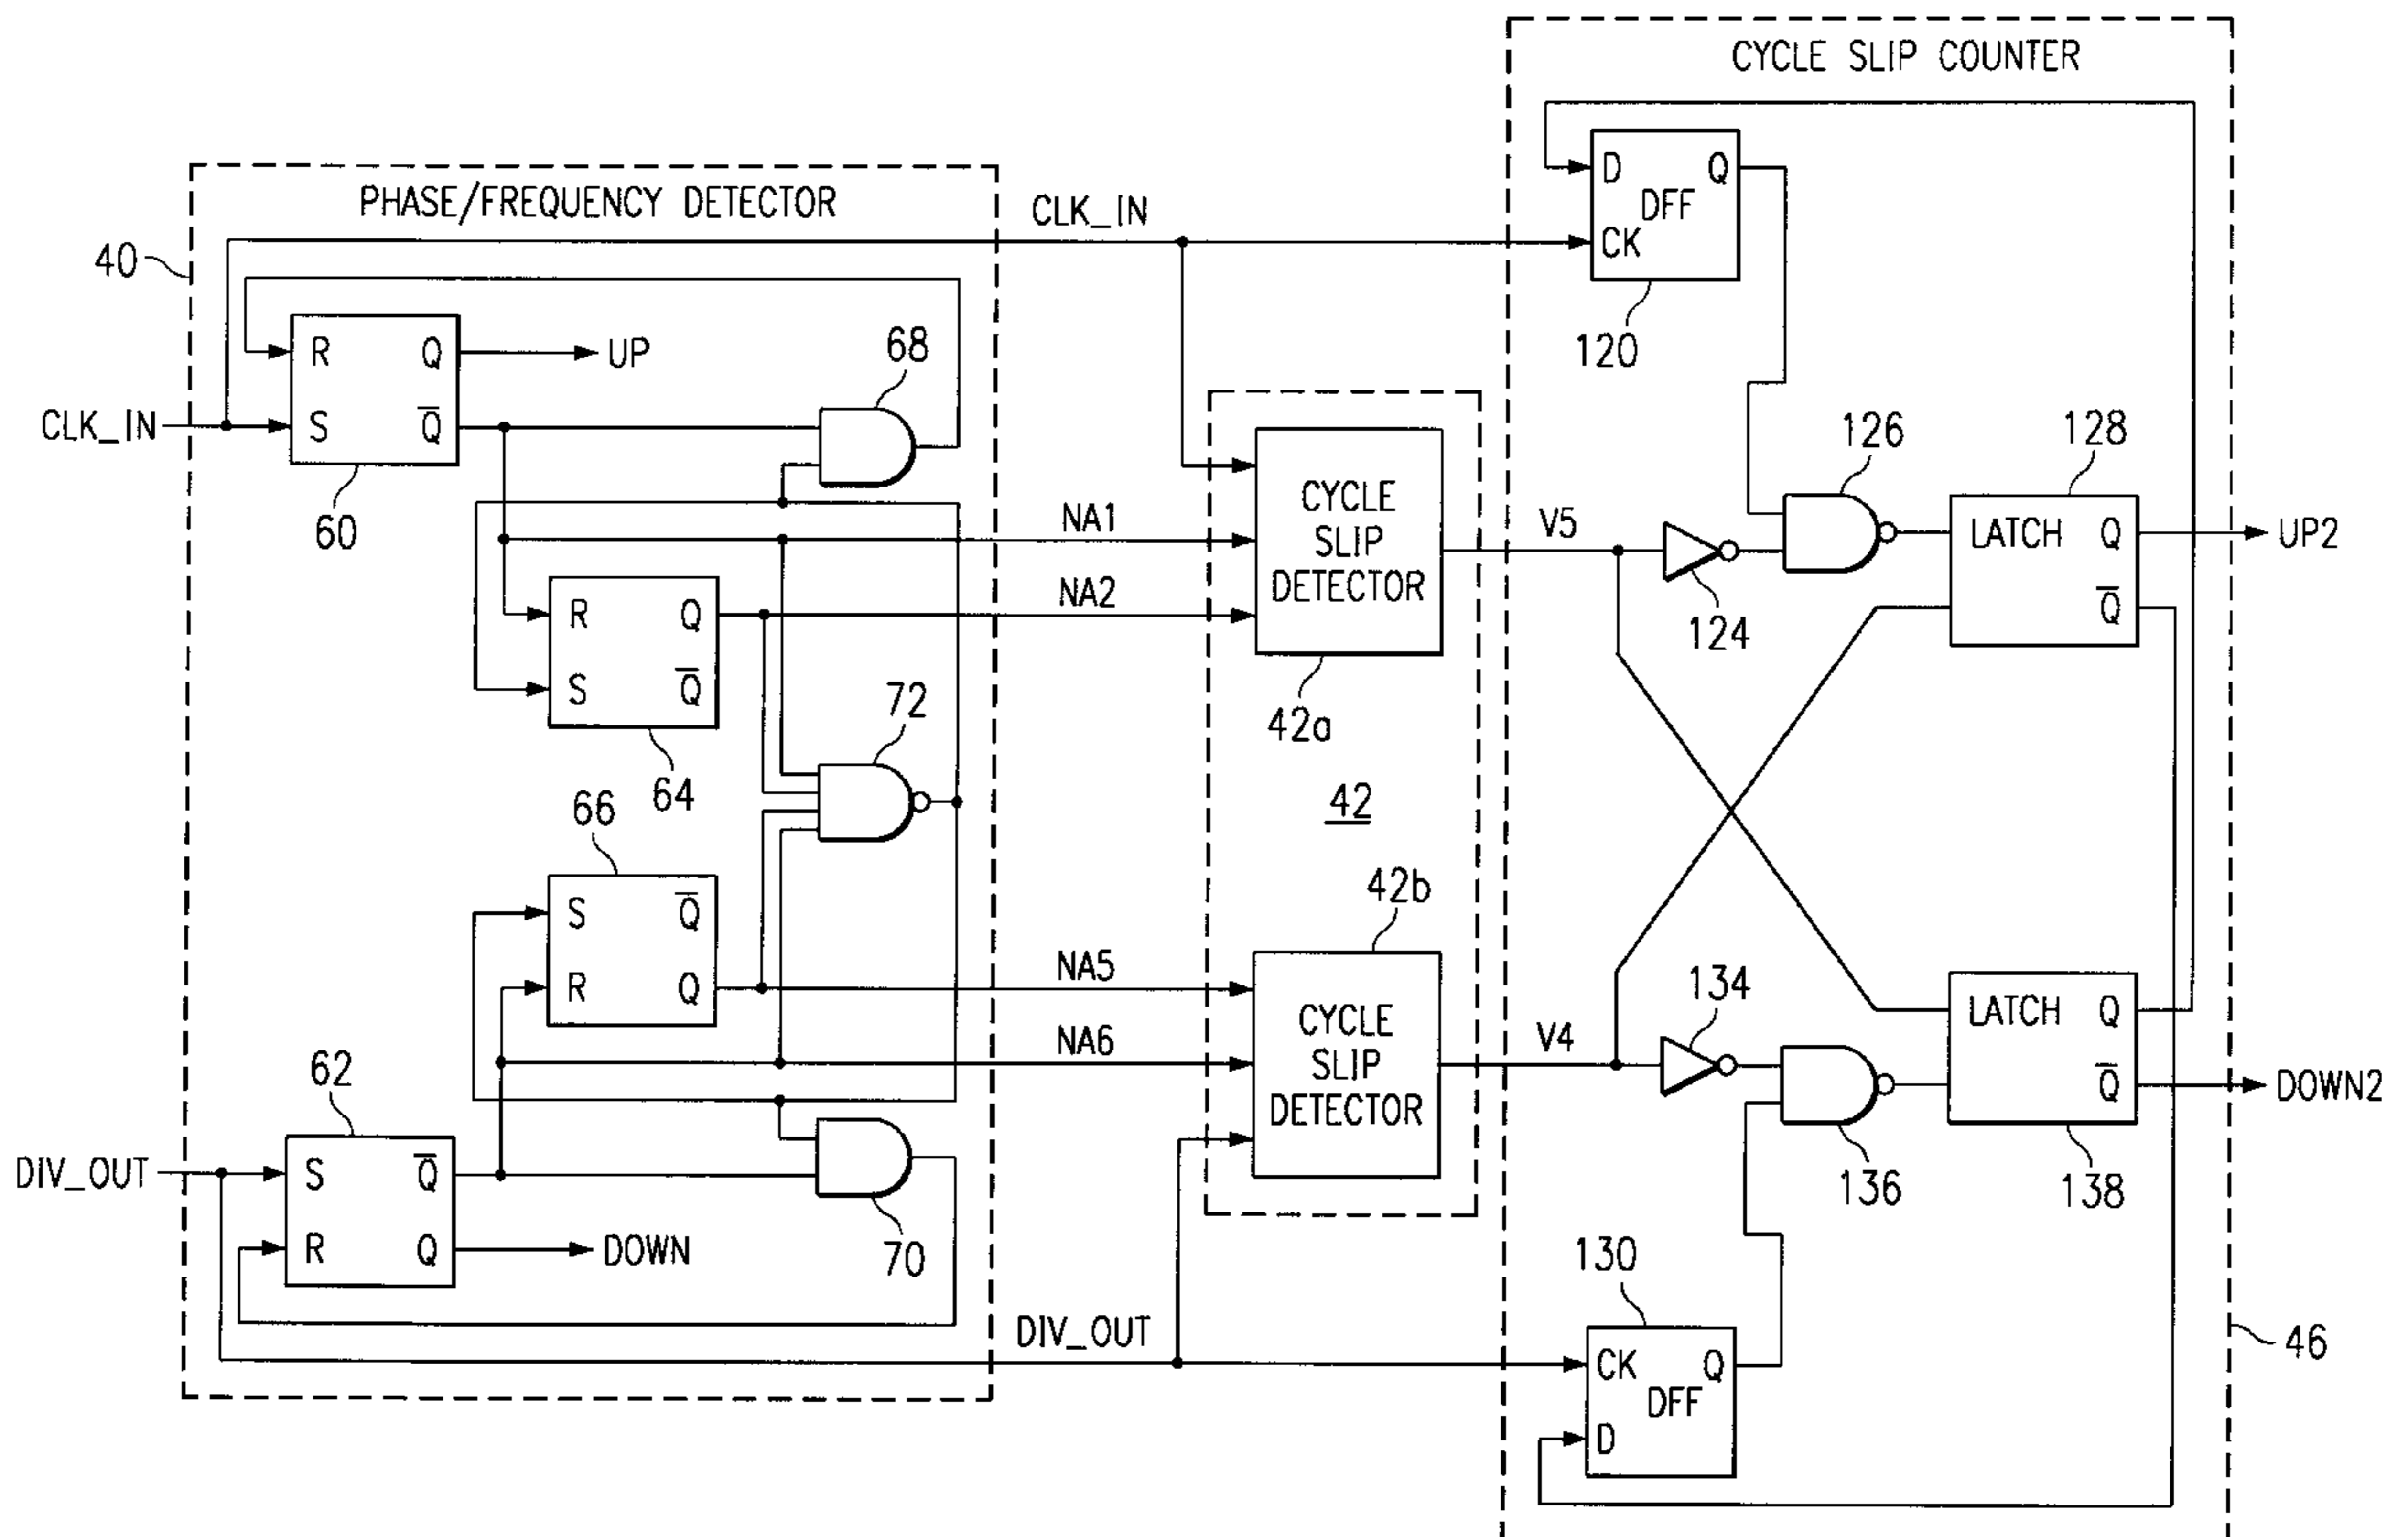 CYCLE SLIP COUNTER
PHASE/FREQUENCY DETECTOR
40
CLK_IN
D Q
DFF
CK
120
R Q
UP
68
CLK_IN
S Q̅
60
NA1
CYCLE
SLIP
DETECTOR
V5
126
128
LATCH Q
UP2
Q̅
124
NA2
R Q
S Q̅
64
42a
72
42
66
S Q̅
R Q
42b
NA5
CYCLE
SLIP
DETECTOR
NA6
V4
134
LATCH Q
Q̅
DOWN2
136
138
62
DIV_OUT
S Q̅
R Q
DOWN
70
DIV_OUT
130
CK Q
DFF
D
46